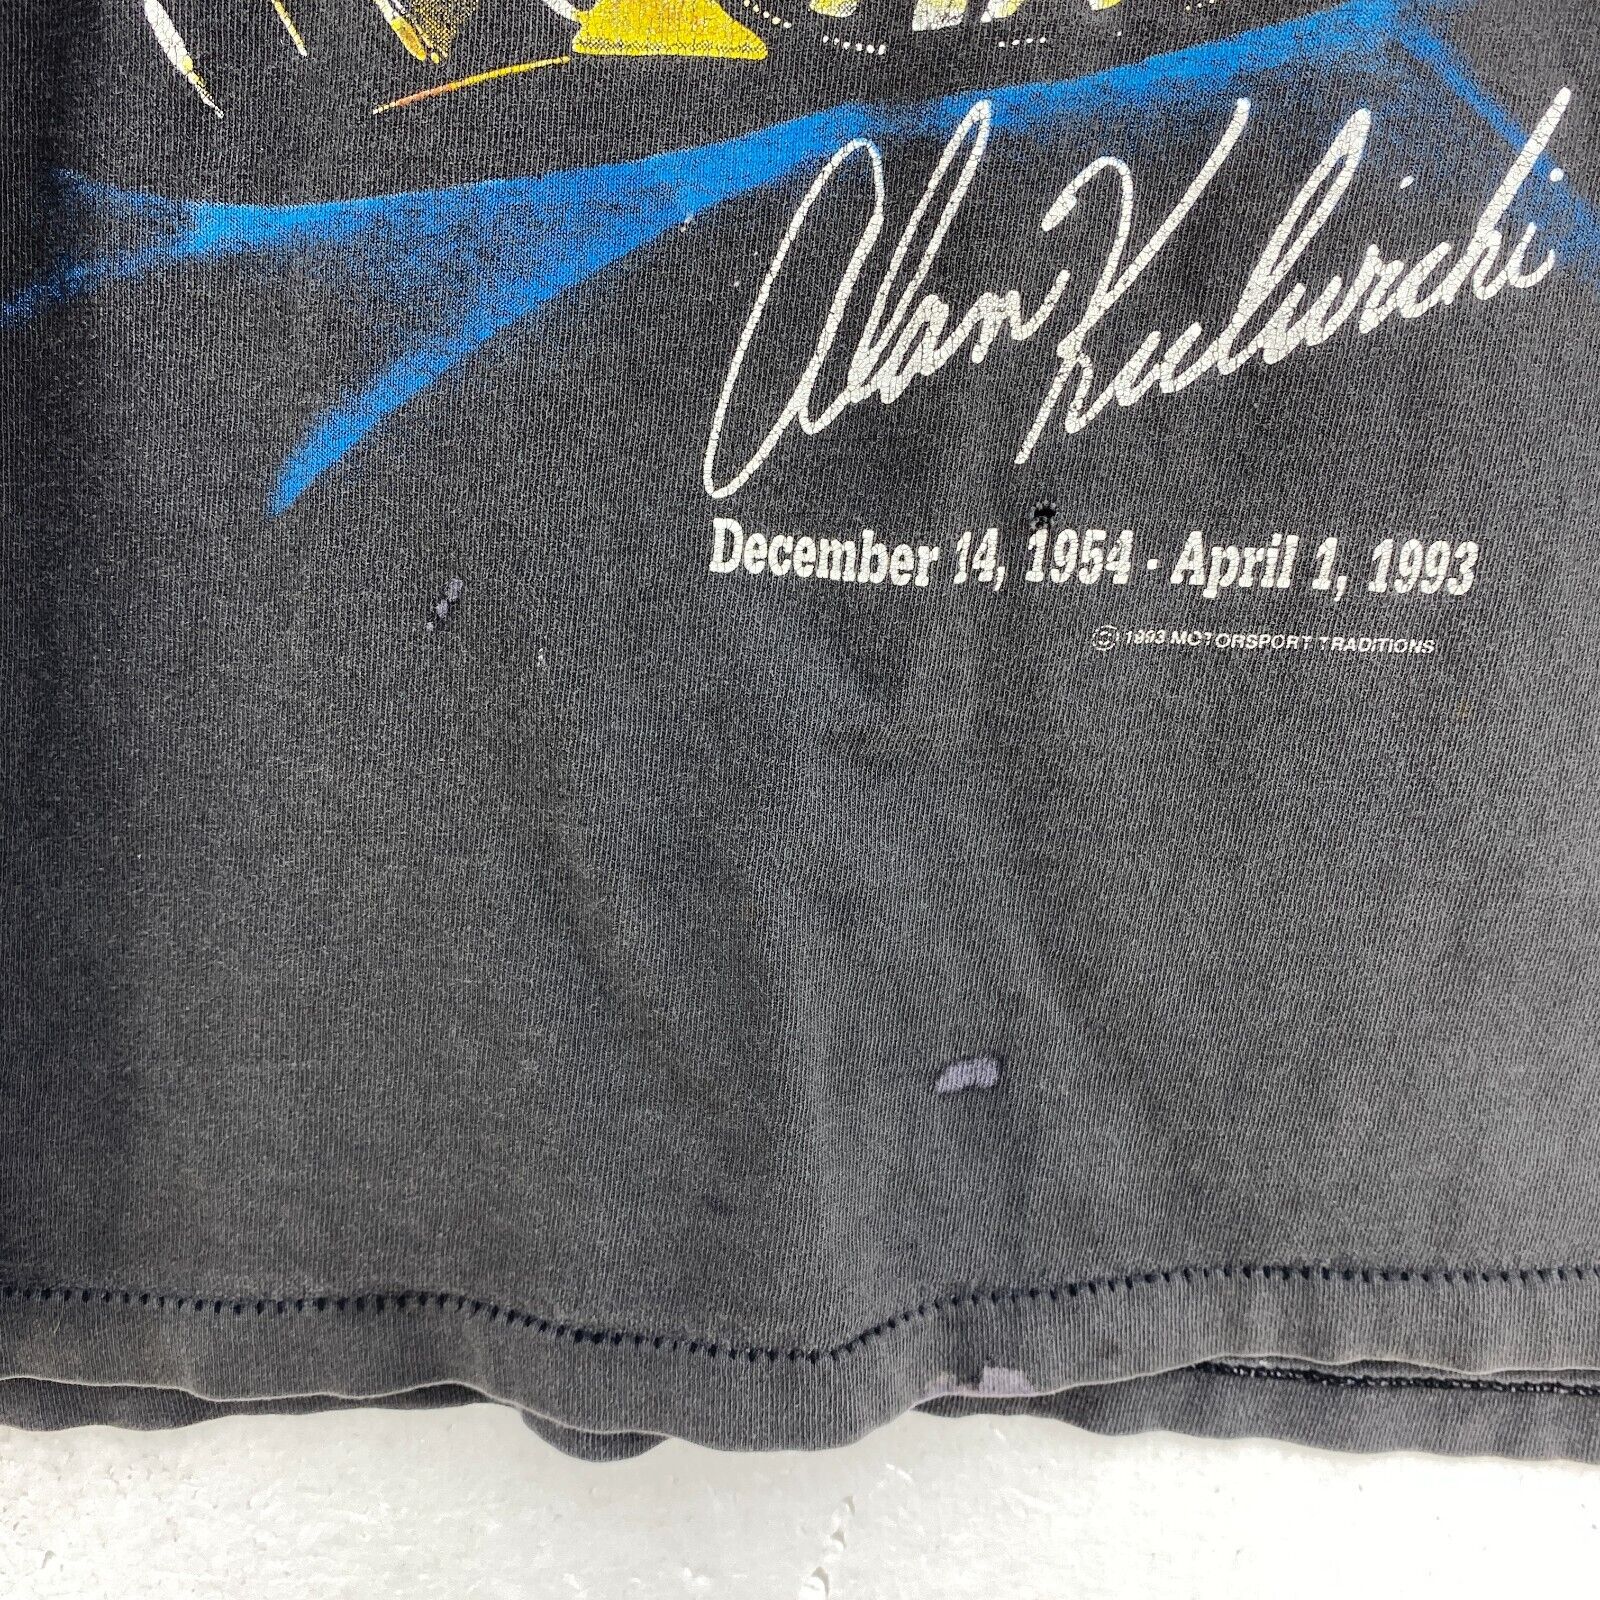 Alan Kulwicki
December 14, 1954 - April 1, 1993
© 1993 MOTORSPORT TRADITIONS